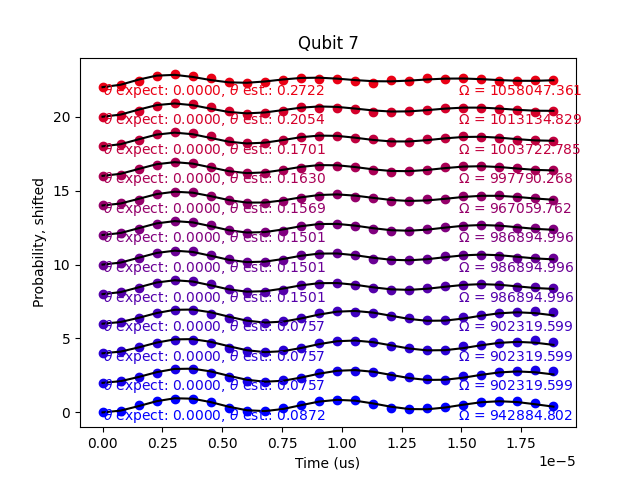 Qubit 7
θ expect: 0.0000, θ est.: 0.2722 Ω = 1058047.361
θ expect: 0.0000, θ est.: 0.2054 Ω = 1013134.829
θ expect: 0.0000, θ est.: 0.1701 Ω = 1003722.785
θ expect: 0.0000, θ est.: 0.1630 Ω = 997796.268
θ expect: 0.0000, θ est.: 0.1569 Ω = 967059.762
θ expect: 0.0000, θ est.: 0.1501 Ω = 986894.996
θ expect: 0.0000, θ est.: 0.1501 Ω = 986894.996
θ expect: 0.0000, θ est.: 0.1501 Ω = 986894.996
θ expect: 0.0000, θ est.: 0.0757 Ω = 902319.599
θ expect: 0.0000, θ est.: 0.0757 Ω = 902319.599
θ expect: 0.0000, θ est.: 0.0757 Ω = 902319.599
θ expect: 0.0000, θ est.: 0.0872 Ω = 942884.802
20
15
10
5
0
Probability, shifted
0.00 0.25 0.50 0.75 1.00 1.25 1.50 1.75
1e−5
Time (us)